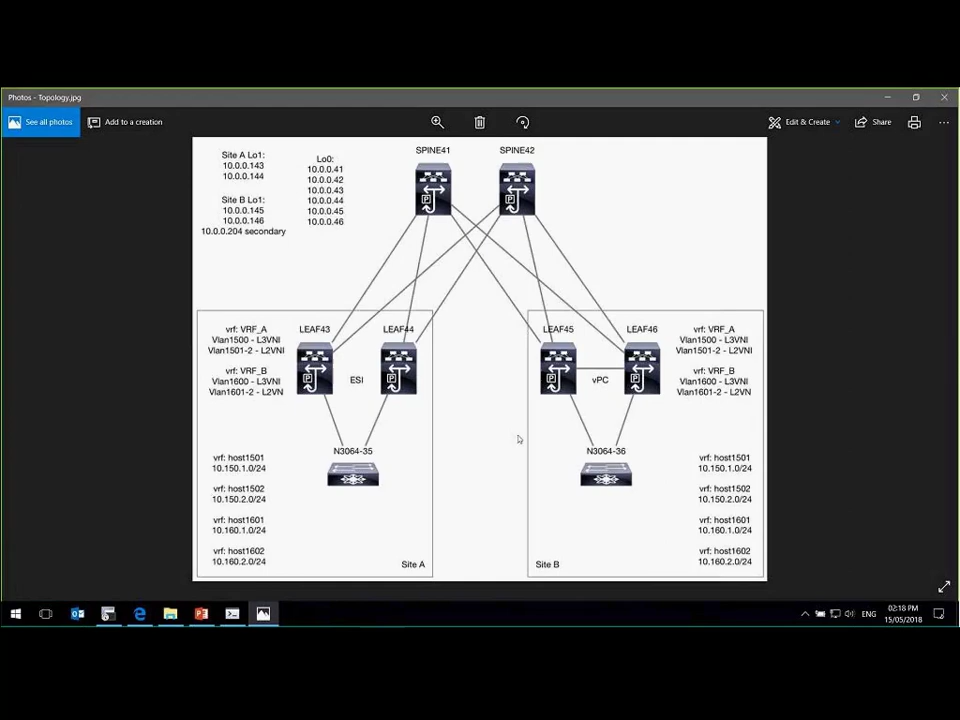 Photos - Topology.jpg
See all photos
Add to a creation
Edit & Create
Share
Site A Lo1:
10.0.0.143
10.0.0.144
Site B Lo1:
10.0.0.145
10.0.0.146
10.0.0.204 secondary
Lo0:
10.0.0.41
10.0.0.42
10.0.0.43
10.0.0.44
10.0.0.45
10.0.0.46
SPINE41
SPINE42
vrf: VRF_A
Vlan1500 - L3VNI
Vlan1501-2 - L2VNI
vrf: VRF_B
Vlan1600 - L3VNI
Vlan1601-2 - L2VN
LEAF43
LEAF44
ESI
N3064-35
vrf: host1501
10.150.1.0/24
vrf: host1502
10.150.2.0/24
vrf: host1601
10.160.1.0/24
vrf: host1602
10.160.2.0/24
Site A
LEAF45
LEAF46
vPC
N3064-36
vrf: VRF_A
Vlan1500 - L3VNI
Vlan1501-2 - L2VNI
vrf: VRF_B
Vlan1600 - L3VNI
Vlan1601-2 - L2VN
vrf: host1501
10.150.1.0/24
vrf: host1502
10.150.2.0/24
vrf: host1601
10.160.1.0/24
vrf: host1602
10.160.2.0/24
Site B
ENG
02:18 PM
15/05/2018